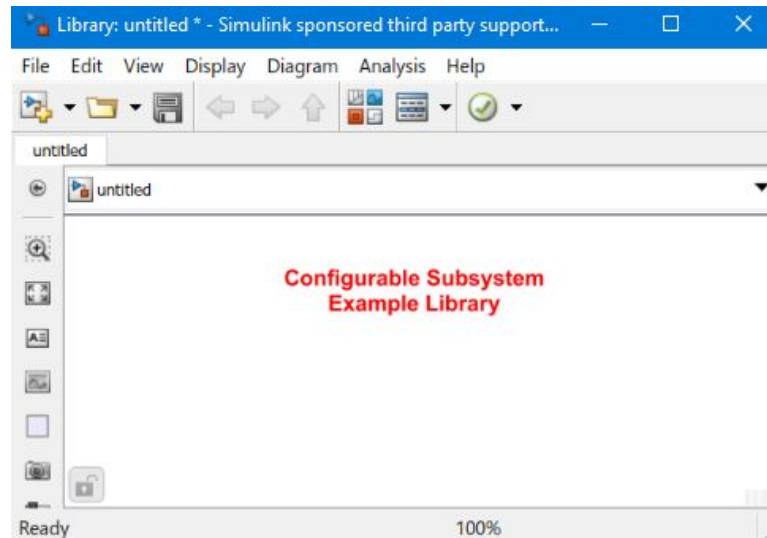 Library: untitled * - Simulink sponsored third party support...
File Edit View Display Diagram Analysis Help
untitled
untitled
Configurable Subsystem
Example Library
Ready 100%